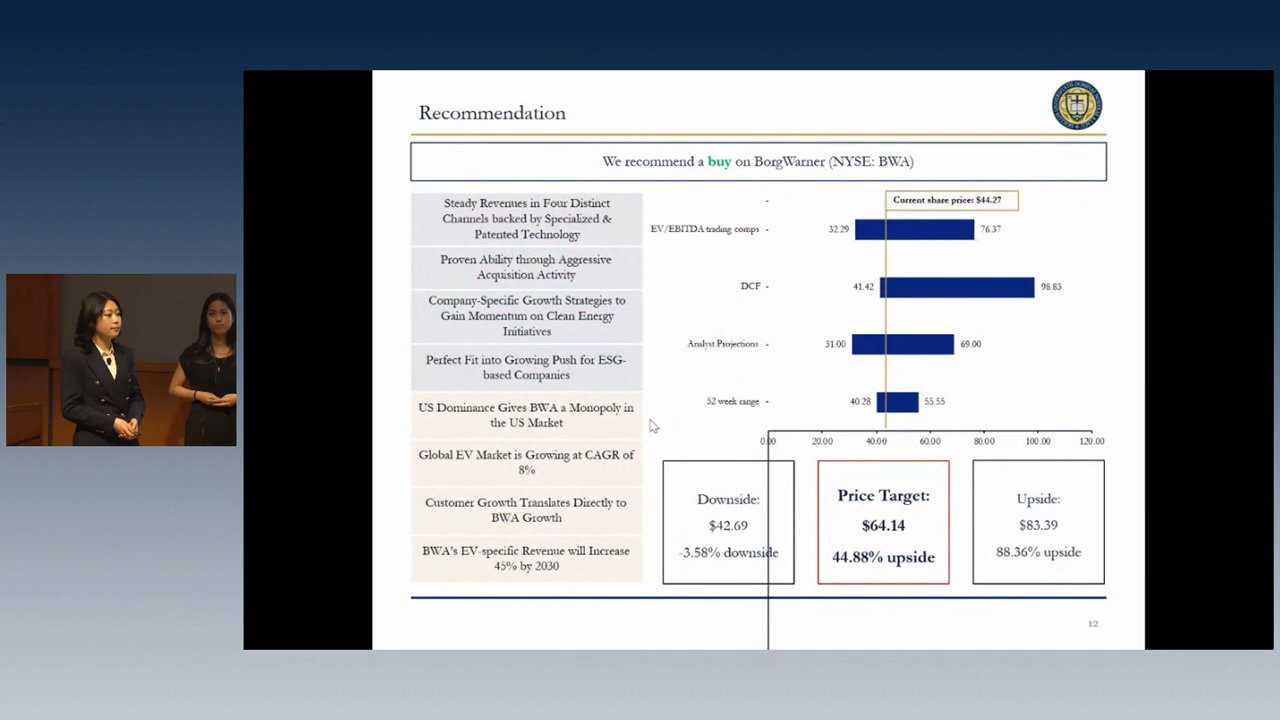 Recommendation
We recommend a buy on BorgWarner (NYSE: BWA)
Steady Revenues in Four Distinct
Channels backed by Specialized &
Patented Technology
Proven Ability through Aggressive
Acquisition Activity
Company-Specific Growth Strategies to
Gain Momentum on Clean Energy
Initiatives
Perfect Fit into Growing Push for ESG-
based Companies
US Dominance Gives BWA a Monopoly in
the US Market
Global EV Market is Growing at CAGR of
8%
Customer Growth Translates Directly to
BWA Growth
BWA's EV-specific Revenue will Increase
45% by 2030
Current share price: $44.27
EV/EBITDA trading comps
32.29
76.37
DCF
41.42
98.83
Analyst Projections
31.00
69.00
52 week range
40.28
55.55
0.00
20.00
40.00
60.00
80.00
100.00
120.00
Downside:
$42.69
-3.58% downside
Price Target:
$64.14
44.88% upside
Upside:
$83.39
88.36% upside
12